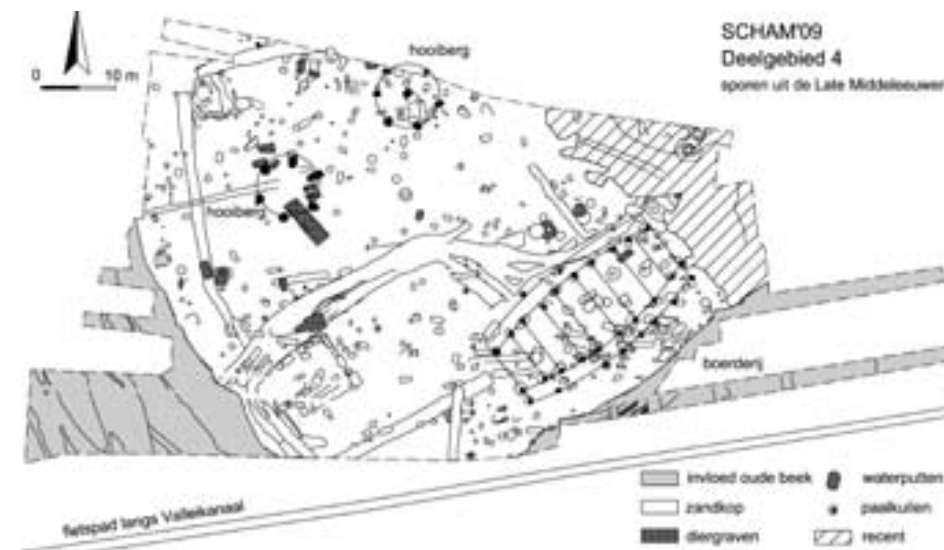 SCHAM'09
Deelgebied 4
sporen uit de Late Middeleeuwen
0 10 m
hooiberg
hooiberg
boerderij
fietspad langs Valleikanaal
invloed oude beek
waterputten
zandkop
paalkuilen
diergraven
recent